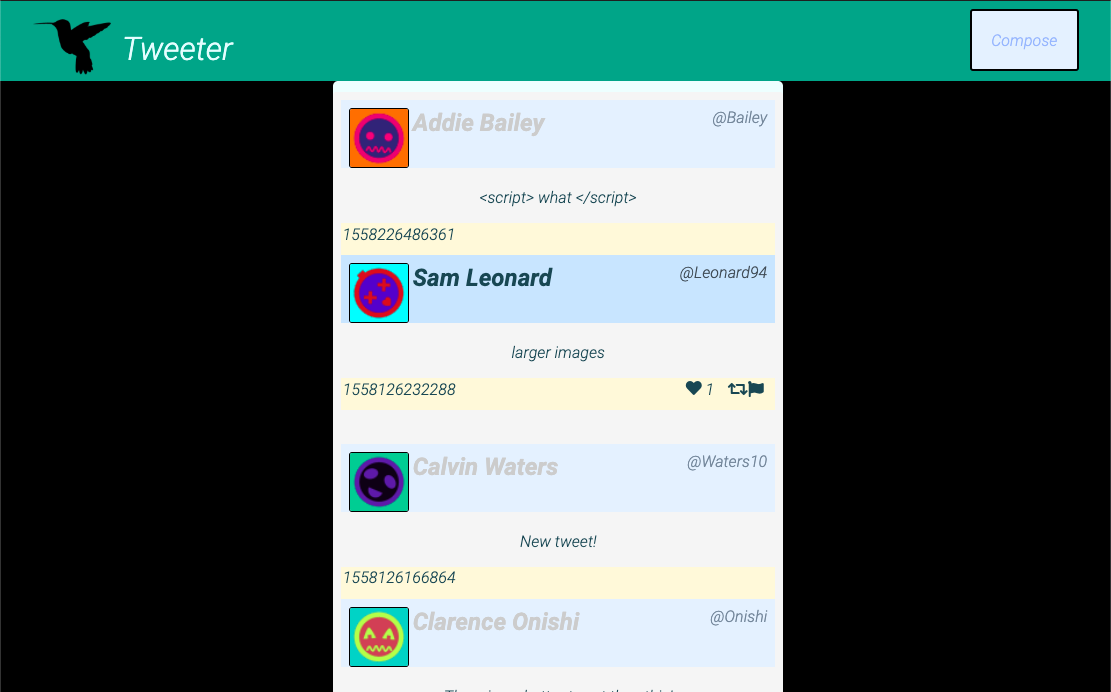 Tweeter
Compose
Addie Bailey @Bailey
<script> what </script>
1558226486361
Sam Leonard @Leonard94
larger images
1558126232288 1
Calvin Waters @Waters10
New tweet!
1558126166864
Clarence Onishi @Onishi